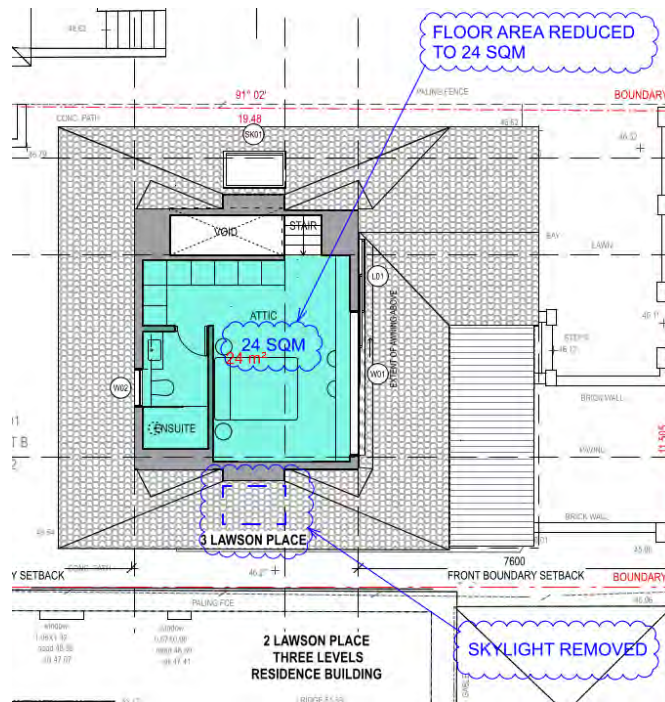 FLOOR AREA REDUCED
TO 24 SQM
91° 02'
PALING FENCE
BOUNDARY
CONC. PATH
19.48
SK01
VOID
STAIR
BAY
LAWN
L01
ATTIC
EXTENT OF AWNING ABOVE
24 SQM
24 m²
W01
W02
BRICK WALL
ENSUITE
PAVING
11.505
BRICK WALL
3 LAWSON PLACE
7600
Y SETBACK
FRONT BOUNDARY SETBACK
BOUNDARY
PALING FCE
2 LAWSON PLACE
THREE LEVELS
RESIDENCE BUILDING
SKYLIGHT REMOVED